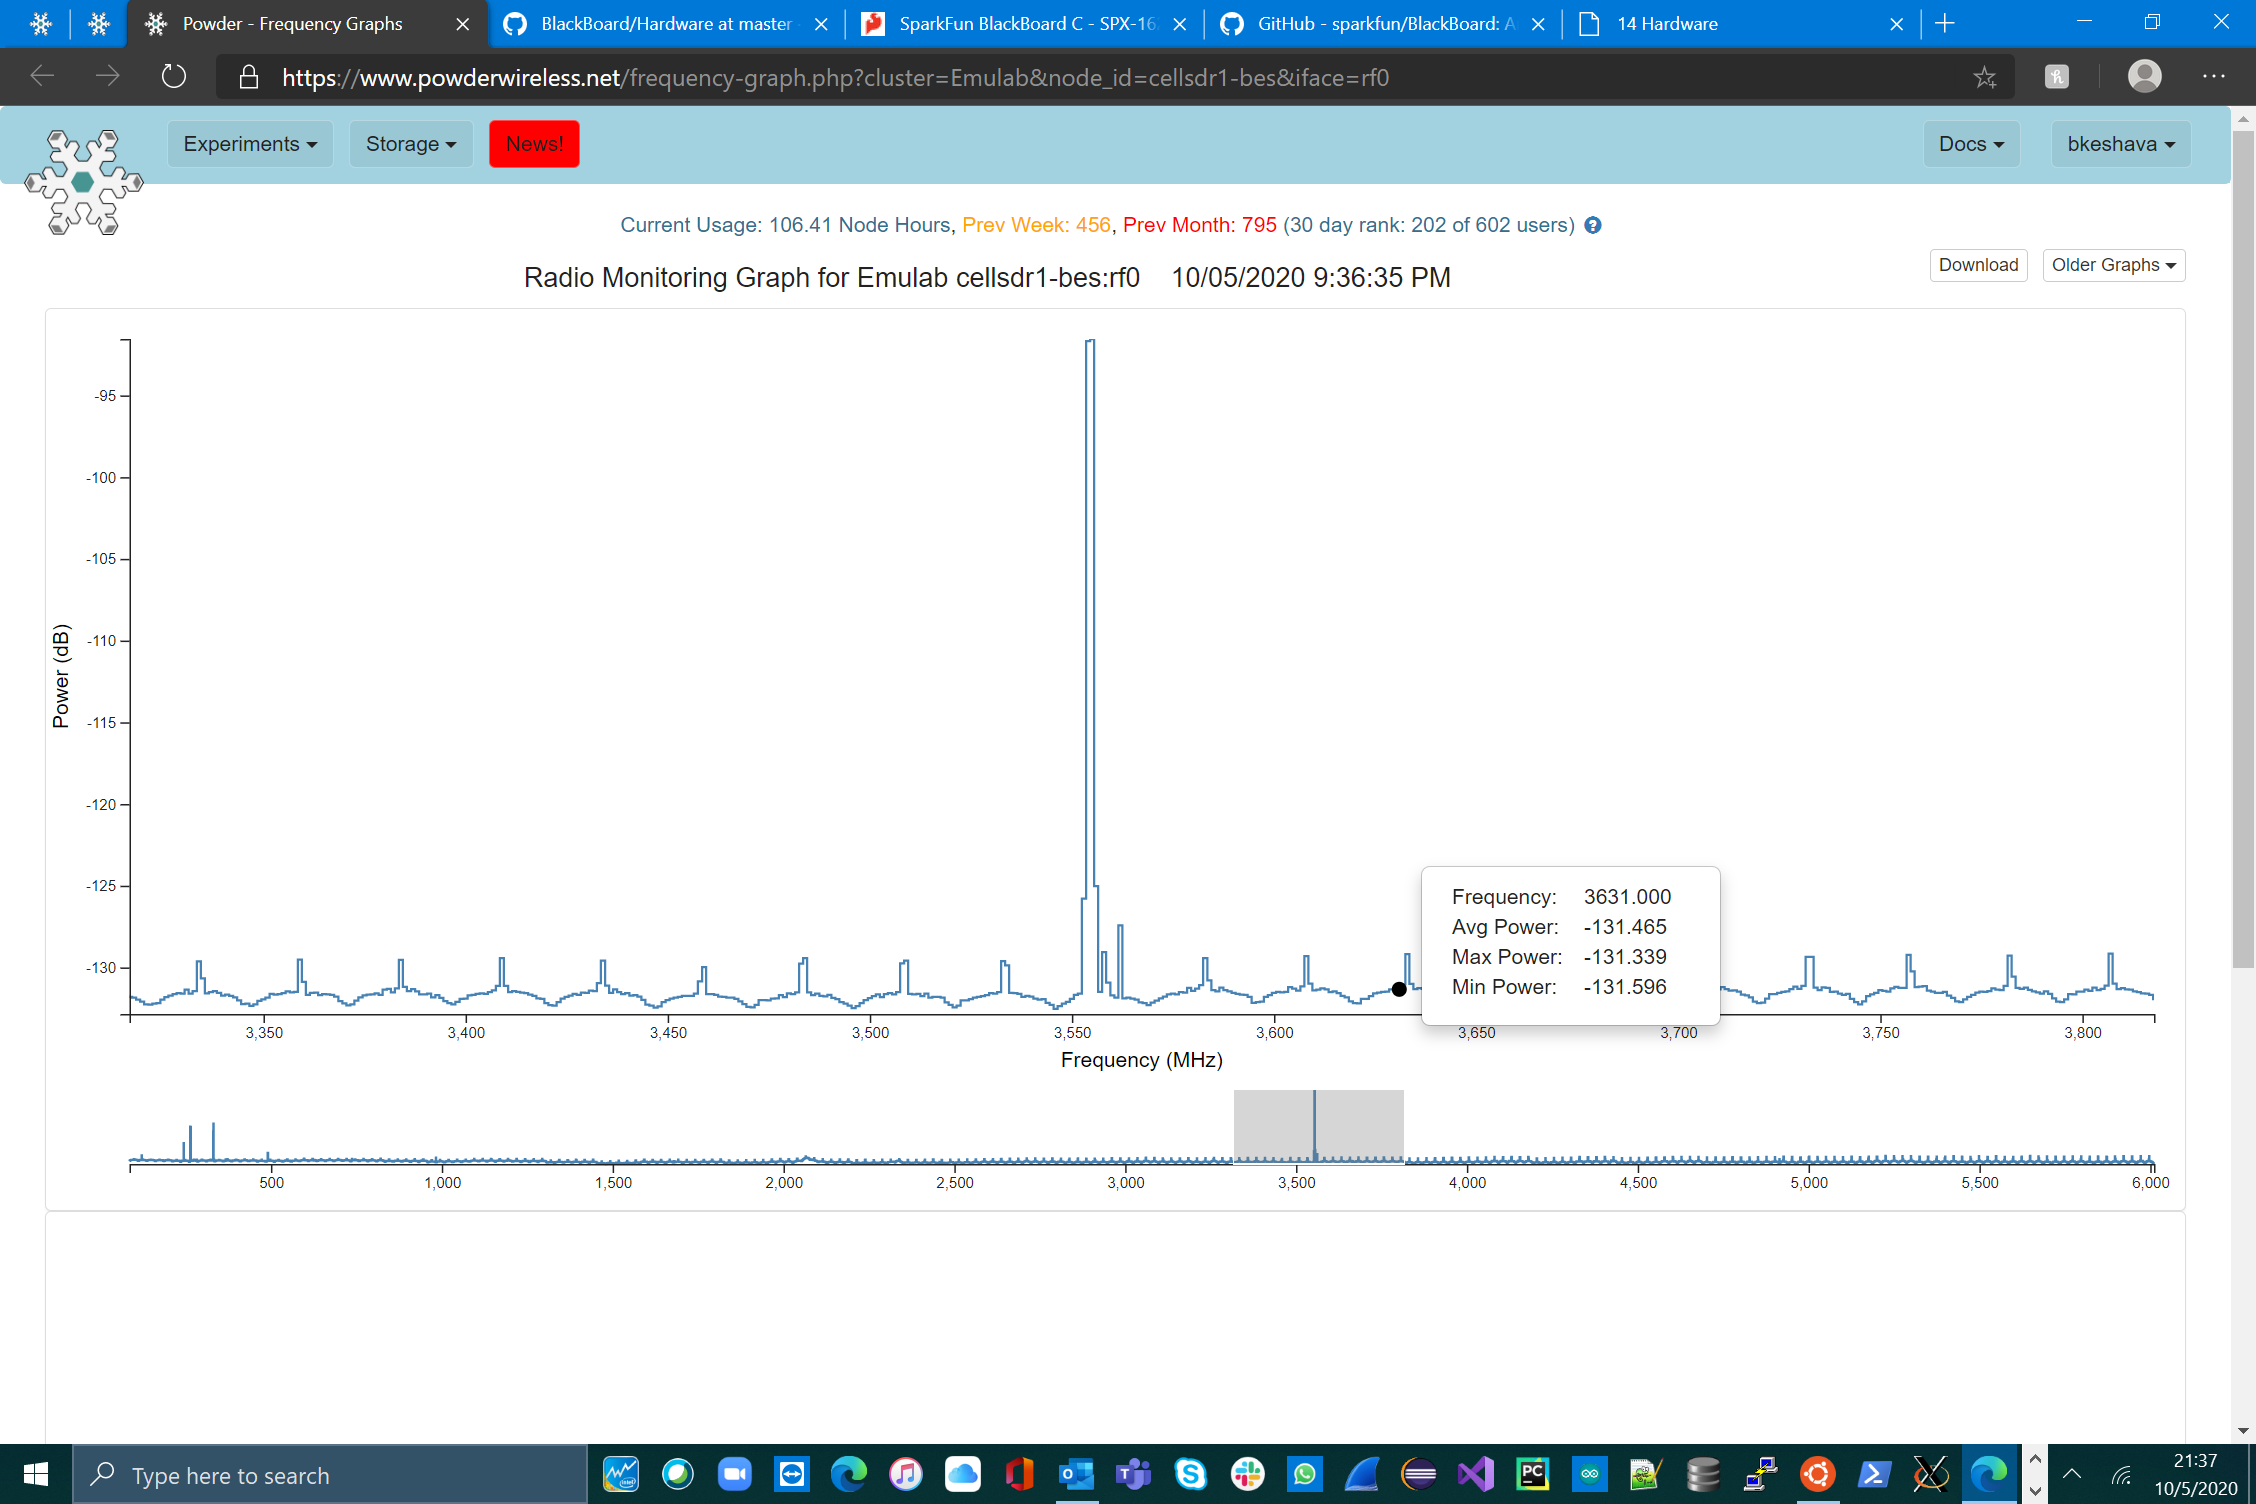 Powder - Frequency Graphs
BlackBoard/Hardware at master
SparkFun BlackBoard C - SPX-16
GitHub - sparkfun/BlackBoard: A
14 Hardware
https://www.powderwireless.net/frequency-graph.php?cluster=Emulab&node_id=cellsdr1-bes&iface=rf0
Experiments Storage News! Docs bkeshava
Current Usage: 106.41 Node Hours, Prev Week: 456, Prev Month: 795 (30 day rank: 202 of 602 users)
Radio Monitoring Graph for Emulab cellsdr1-bes:rf0 10/05/2020 9:36:35 PM
Download Older Graphs
Power (dB)
-95
-100
-105
-110
-115
-120
-125
-130
Frequency: 3631.000
Avg Power: -131.465
Max Power: -131.339
Min Power: -131.596
3,350 3,400 3,450 3,500 3,550 3,600 3,650 3,700 3,750 3,800
Frequency (MHz)
500 1,000 1,500 2,000 2,500 3,000 3,500 4,000 4,500 5,000 5,500 6,000
Type here to search
21:37
10/5/2020